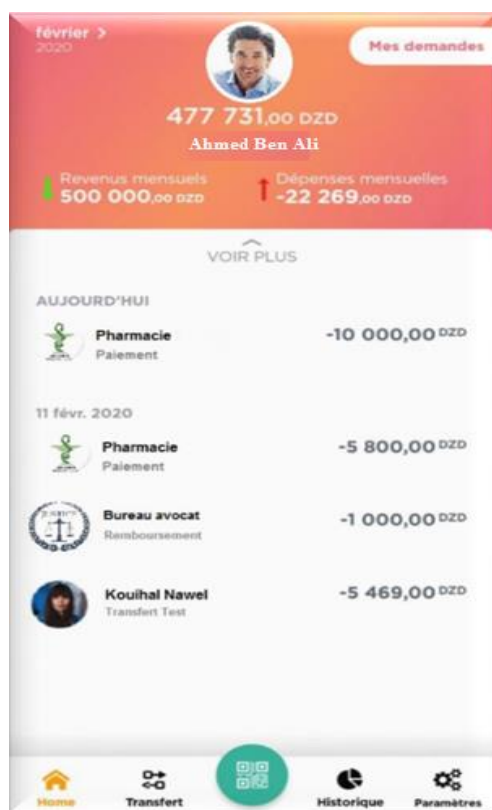 février >
2020
Mes demandes
477 731,00 DZD
Ahmed Ben Ali
Revenus mensuels
500 000,00 DZD
Dépenses mensuelles
-22 269,00 DZD
VOIR PLUS
AUJOURD'HUI
Pharmacie
-10 000,00 DZD
Paiement
11 févr. 2020
Pharmacie
-5 800,00 DZD
Paiement
Bureau avocat
-1 000,00 DZD
Remboursement
Kouihal Nawel
-5 469,00 DZD
Transfert Test
Home
Transfert
Historique
Paramètres